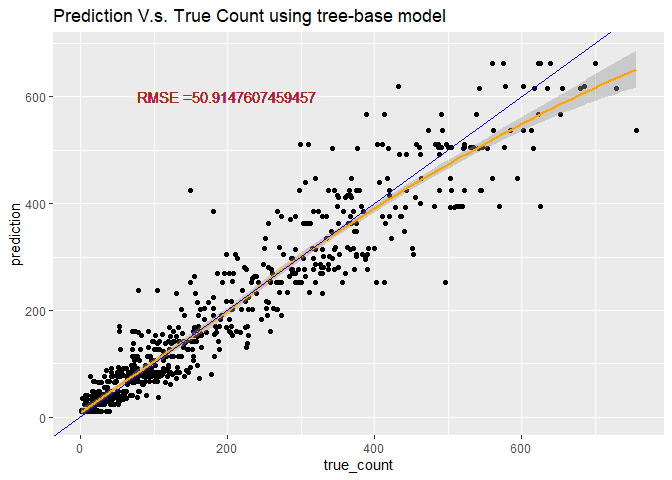 Prediction V.s. True Count using tree-base model
RMSE =50.9147607459457
600
400
200
0
prediction
0 200 400 600
true_count